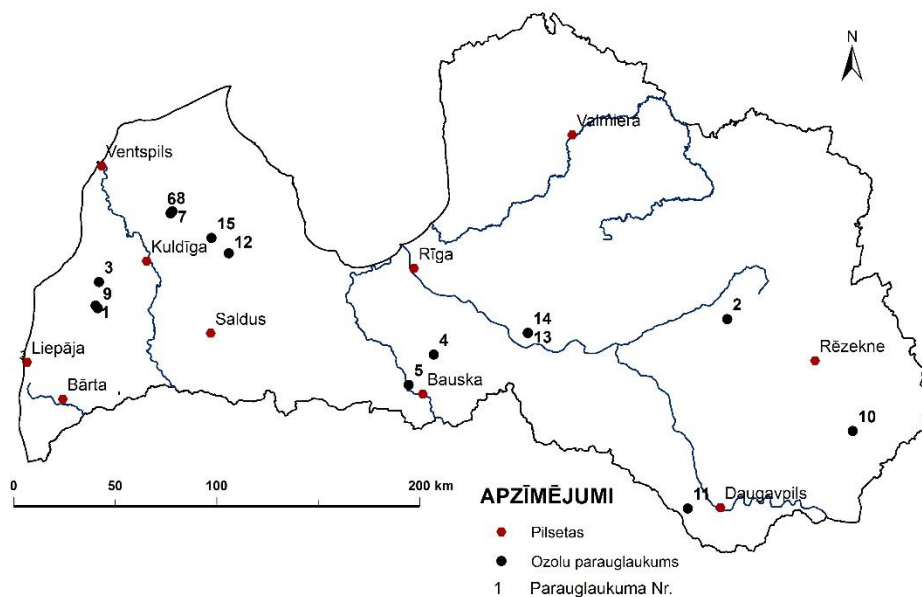 N
Valmiera
Ventspils
68
7
15
12
Kuldīga
Rīga
3
9
1
2
14
13
Saldus
4
Rēzekne
Liepāja
5
Bauska
Bārta
10
0 50 100 200 km
APZĪMĒJUMI
11
Daugavpils
Pilsetas
Ozolu parauglaukums
1 Parauglaukuma Nr.